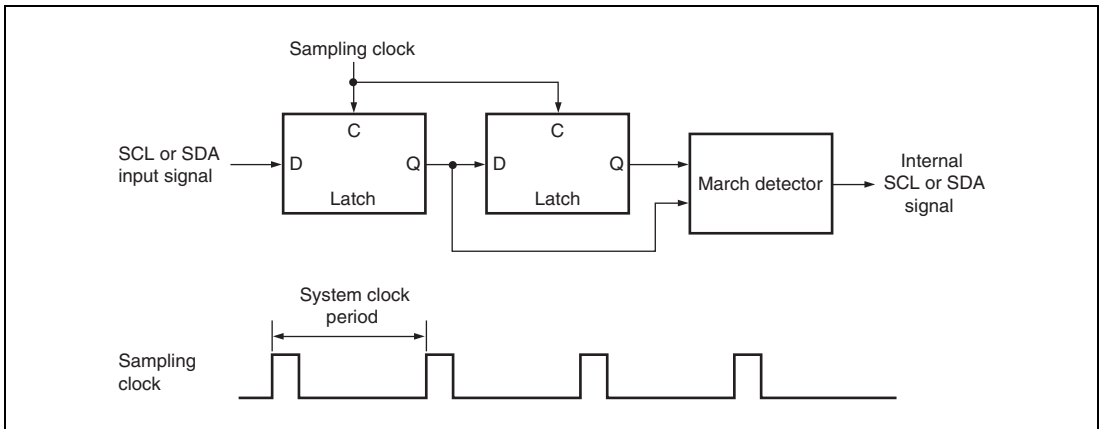 Sampling clock
C
C
SCL or SDA
input signal
D
Q
D
Q
Latch
Latch
March detector
Internal
SCL or SDA
signal
System clock
period
Sampling
clock